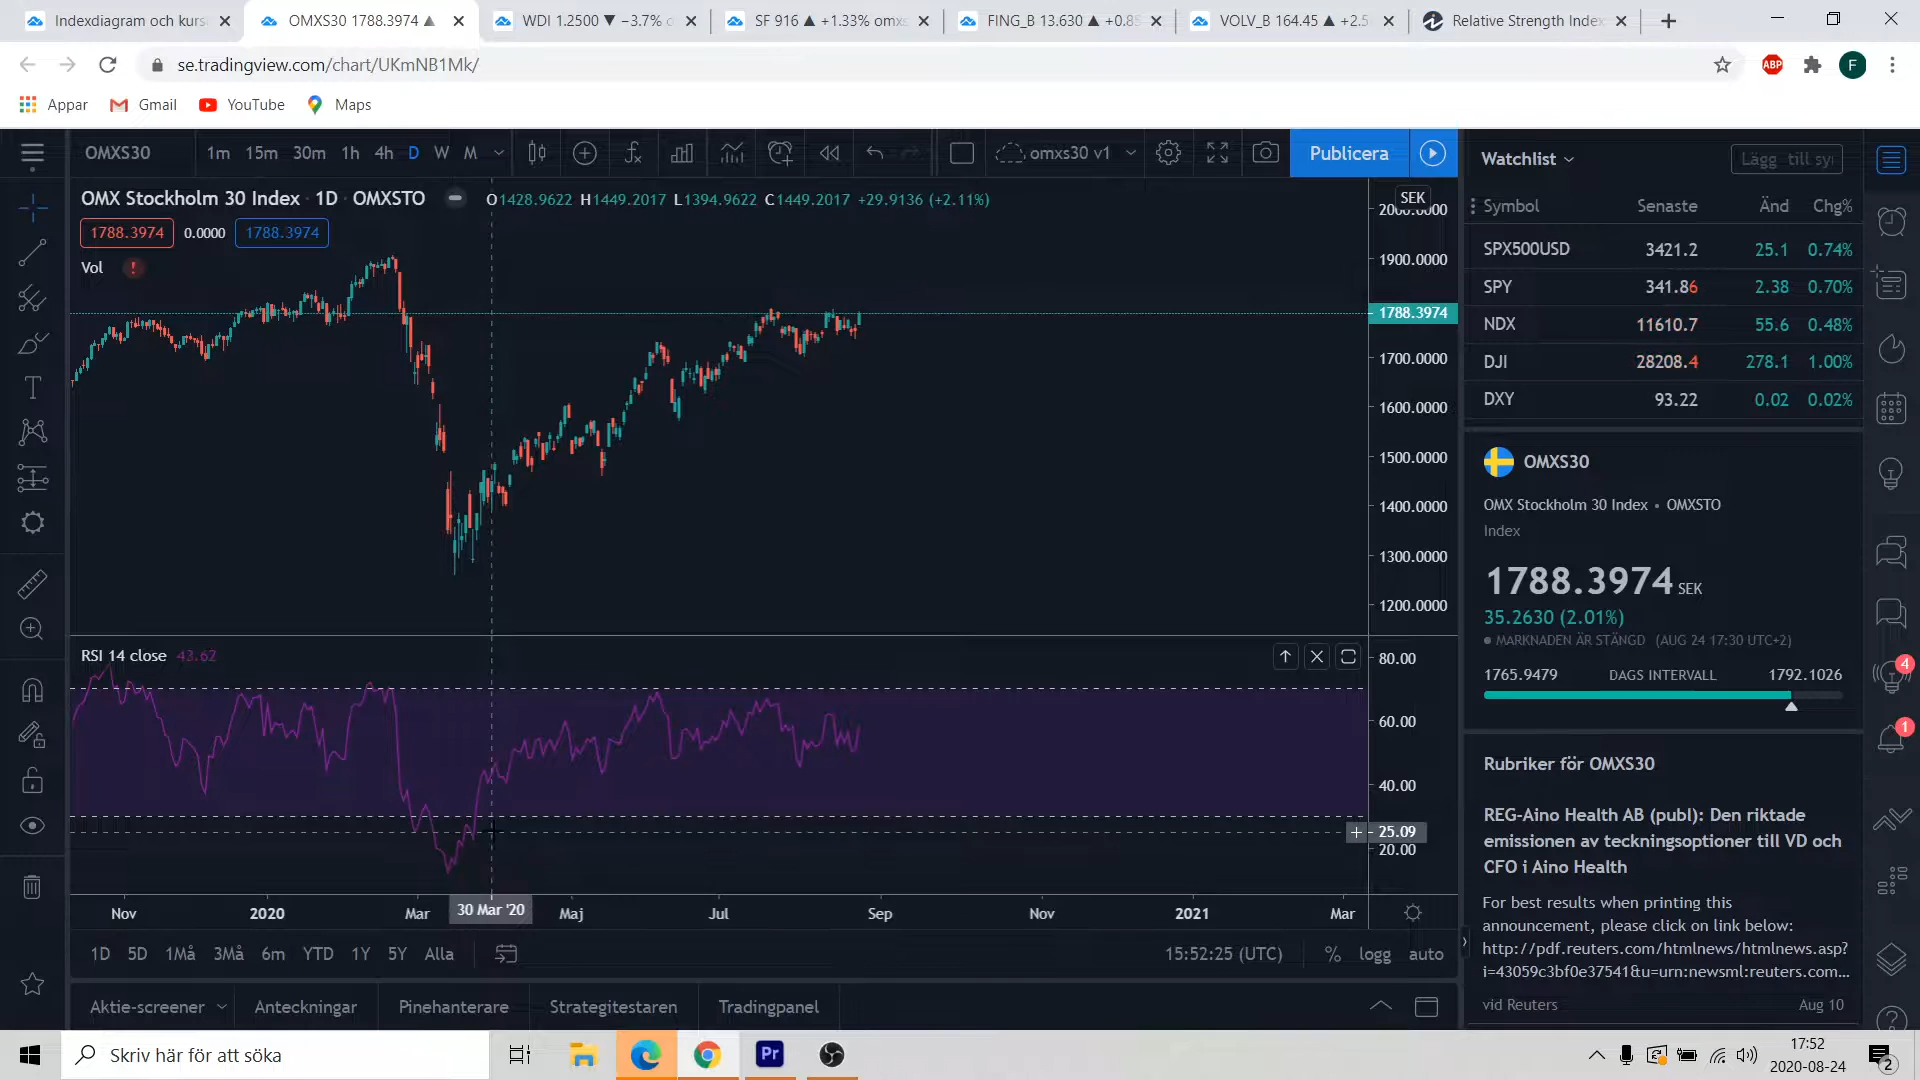 Indexdiagram och kurs
OMXS30 1788.3974 ▲
WDI 1.2500 ▼ −3.7%
SF 916 ▲ +1.33% omxs
FING_B 13.630 ▲ +0.8
VOLV_B 164.45 ▲ +2.5
Relative Strength Index
se.tradingview.com/chart/UKmNB1Mk/
ABP
F
Appar
Gmail
YouTube
Maps
OMXS30
1m 15m 30m 1h 4h D W M
omxs30 v1
Publicera
OMX Stockholm 30 Index · 1D · OMXSTO
O1428.9622 H1449.2017 L1394.9622 C1449.2017 +29.9136 (+2.11%)
1788.3974 0.0000 1788.3974
Vol
SEK
1900.0000
1788.3974
1700.0000
1600.0000
1500.0000
1400.0000
1300.0000
1200.0000
RSI 14 close 43.62
80.00
60.00
40.00
25.09
20.00
Nov 2020 Mar 30 Mar '20 Maj Jul Sep Nov 2021 Mar
1D 5D 1Må 3Må 6m YTD 1Y 5Y Alla
15:52:25 (UTC)
% logg auto
Aktie-screener
Anteckningar
Pinehanterare
Strategitestaren
Tradingpanel
Watchlist
Lägg till sy
Symbol Senaste Änd Chg%
SPX500USD 3421.2 25.1 0.74%
SPY 341.86 2.38 0.70%
NDX 11610.7 55.6 0.48%
DJI 28208.4 278.1 1.00%
DXY 93.22 0.02 0.02%
OMXS30
OMX Stockholm 30 Index • OMXSTO
Index
1788.3974 SEK
35.2630 (2.01%)
MARKNADEN ÄR STÄNGD (AUG 24 17:30 UTC+2)
1765.9479 DAGS INTERVALL 1792.1026
Rubriker för OMXS30
REG-Aino Health AB (publ): Den riktade
emissionen av teckningsoptioner till VD och
CFO i Aino Health
For best results when printing this
announcement, please click on link below:
http://pdf.reuters.com/htmlnews/htmlnews.asp?
i=43059c3bf0e37541&tu=urn:newsml:reuters.com...
vid Reuters Aug 10
4
1
Skriv här för att söka
Pr
17:52
2020-08-24
2